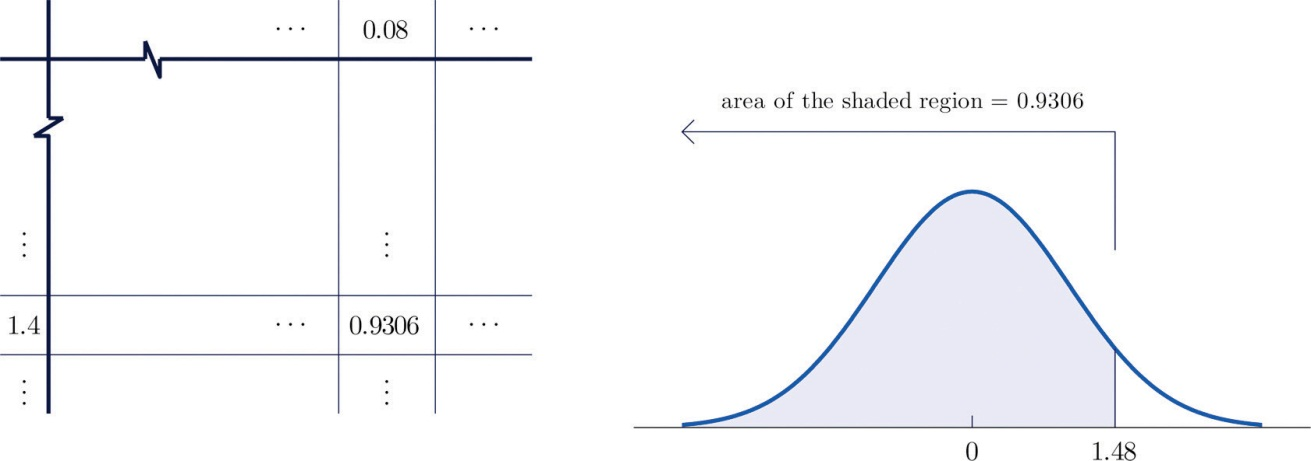 ··· 0.08 ···
⋮ ⋮
1.4 ··· 0.9306 ···
⋮ ⋮
area of the shaded region = 0.9306
0 1.48